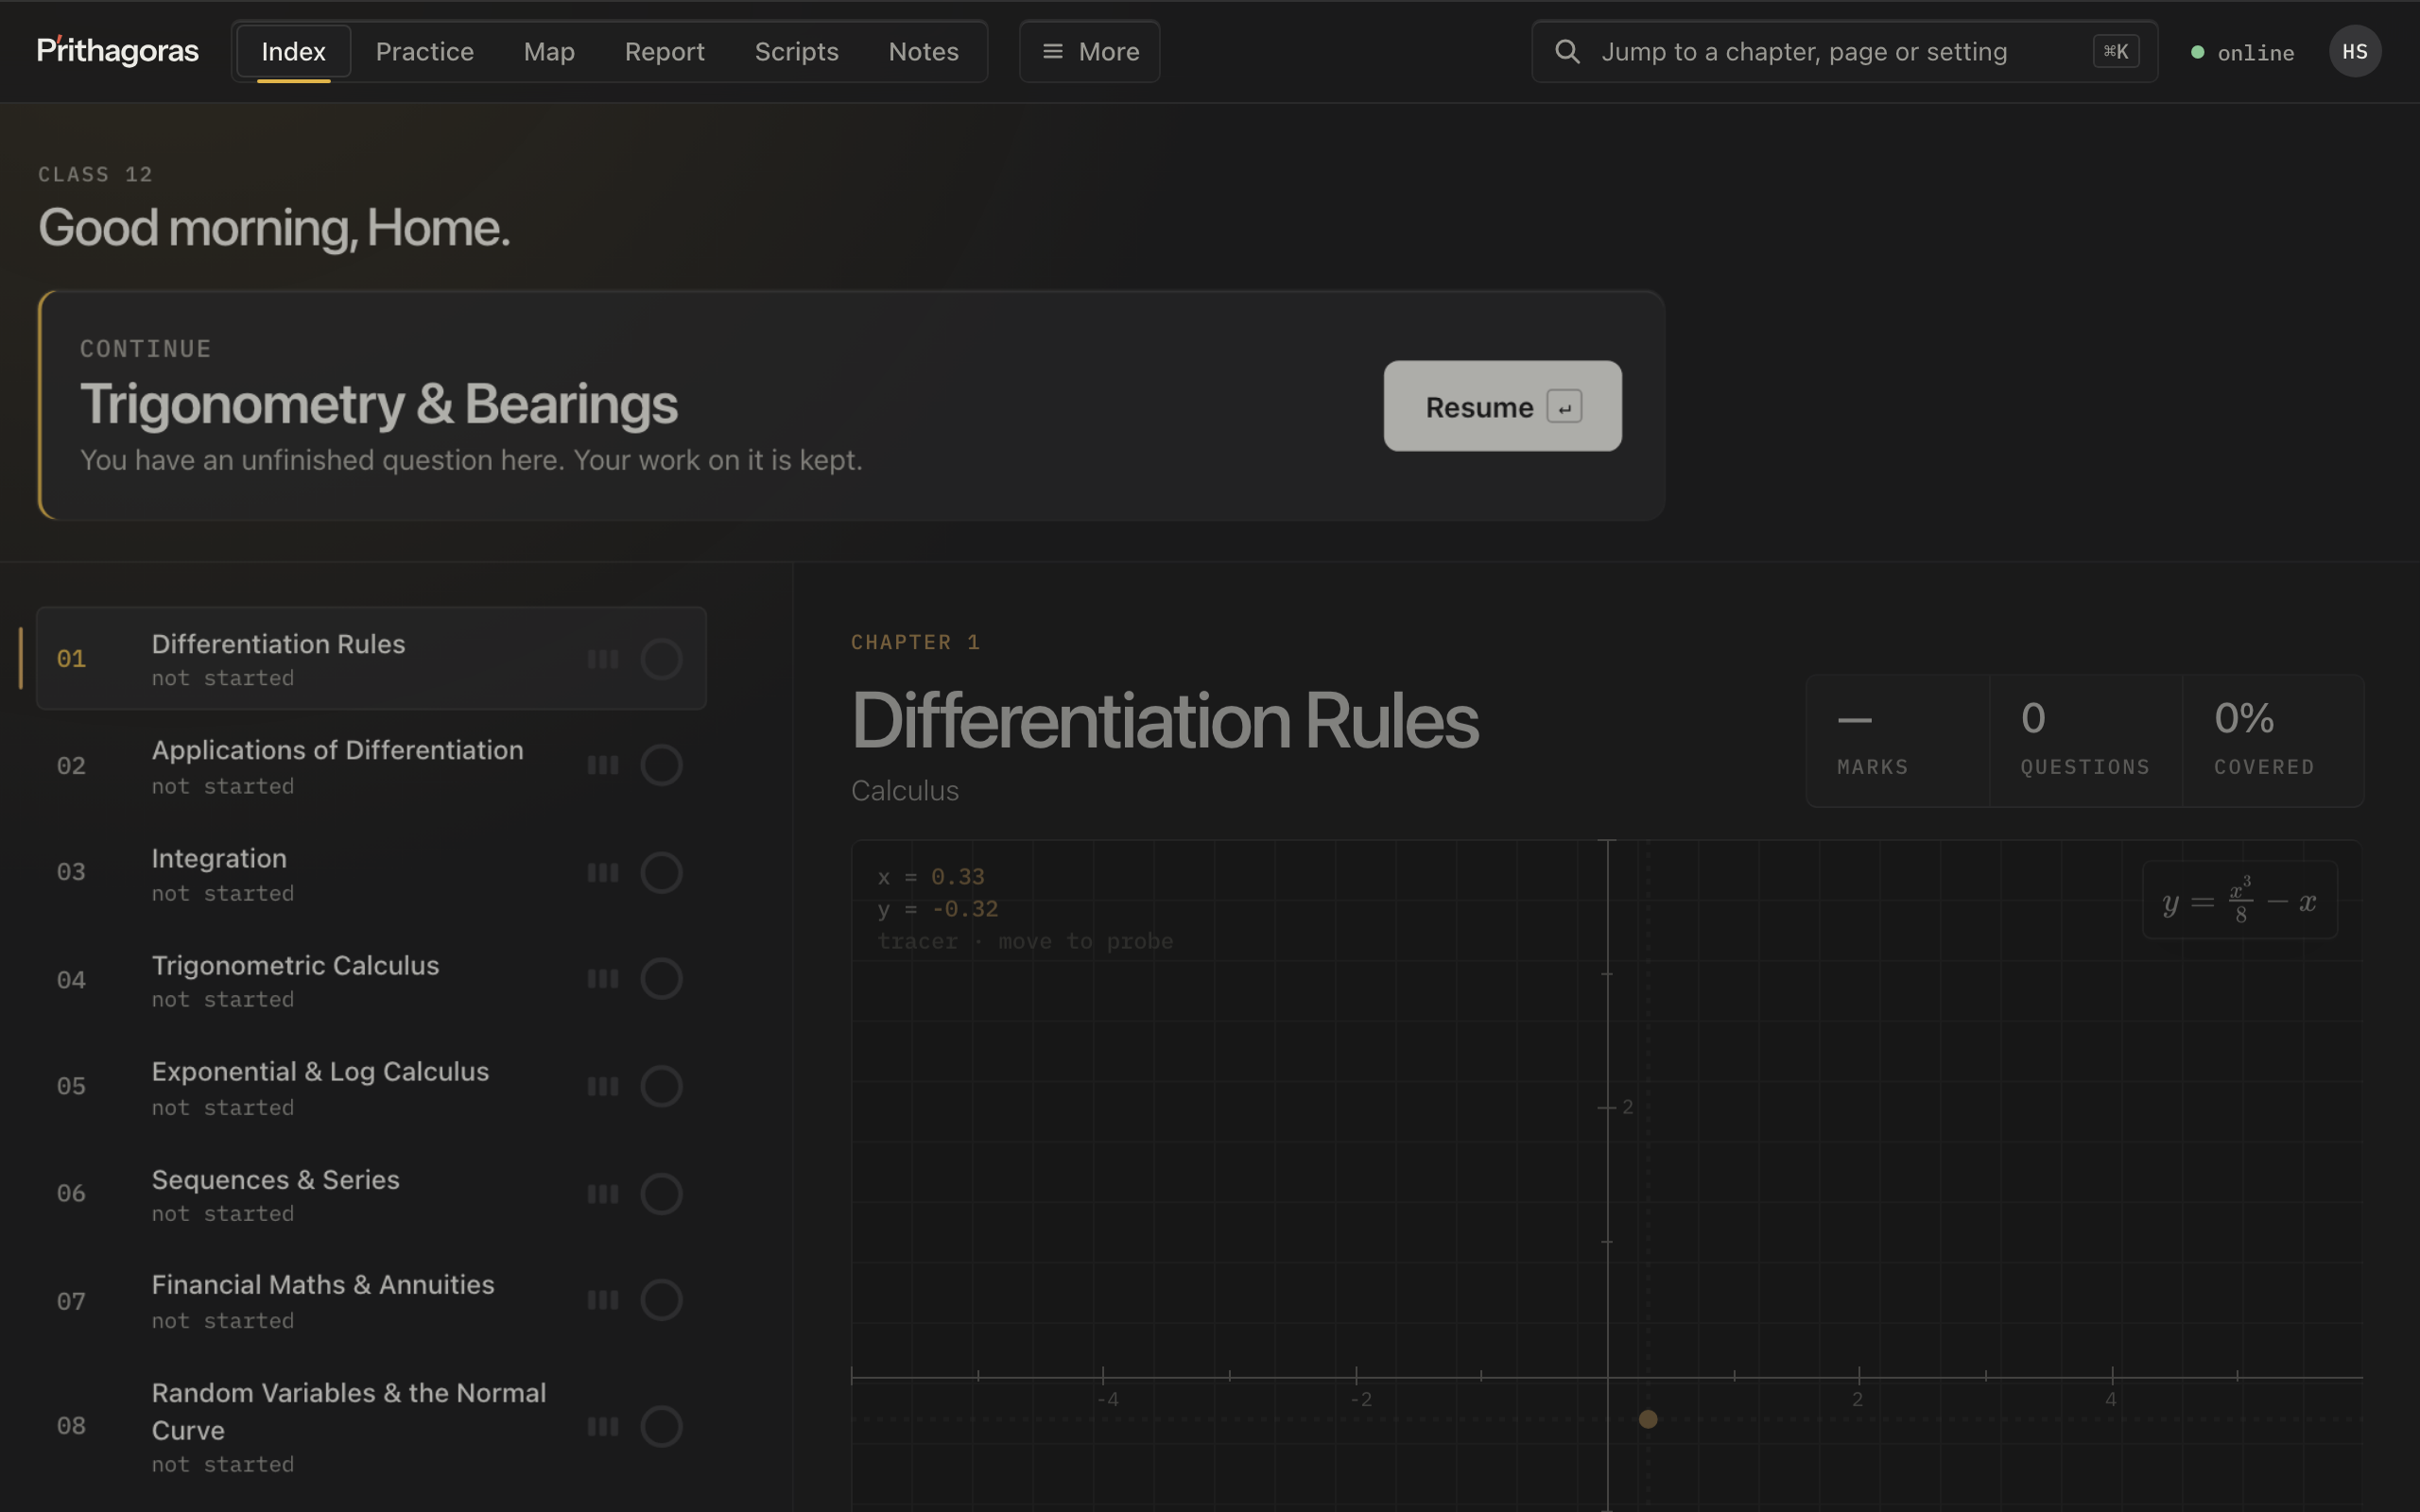 Prithagoras
Index
Practice
Map
Report
Scripts
Notes
More
Jump to a chapter, page or setting
⌘K
online
HS
CLASS 12
Good morning, Home.
CONTINUE
Trigonometry & Bearings
You have an unfinished question here. Your work on it is kept.
Resume ↵
01
Differentiation Rules
not started
02
Applications of Differentiation
not started
03
Integration
not started
04
Trigonometric Calculus
not started
05
Exponential & Log Calculus
not started
06
Sequences & Series
not started
07
Financial Maths & Annuities
not started
08
Random Variables & the Normal
Curve
not started
CHAPTER 1
Differentiation Rules
Calculus
—
MARKS
0
QUESTIONS
0%
COVERED
x = 0.33
y = -0.32
tracer · move to probe
y = x³/8 − x
2
-4
-2
2
4